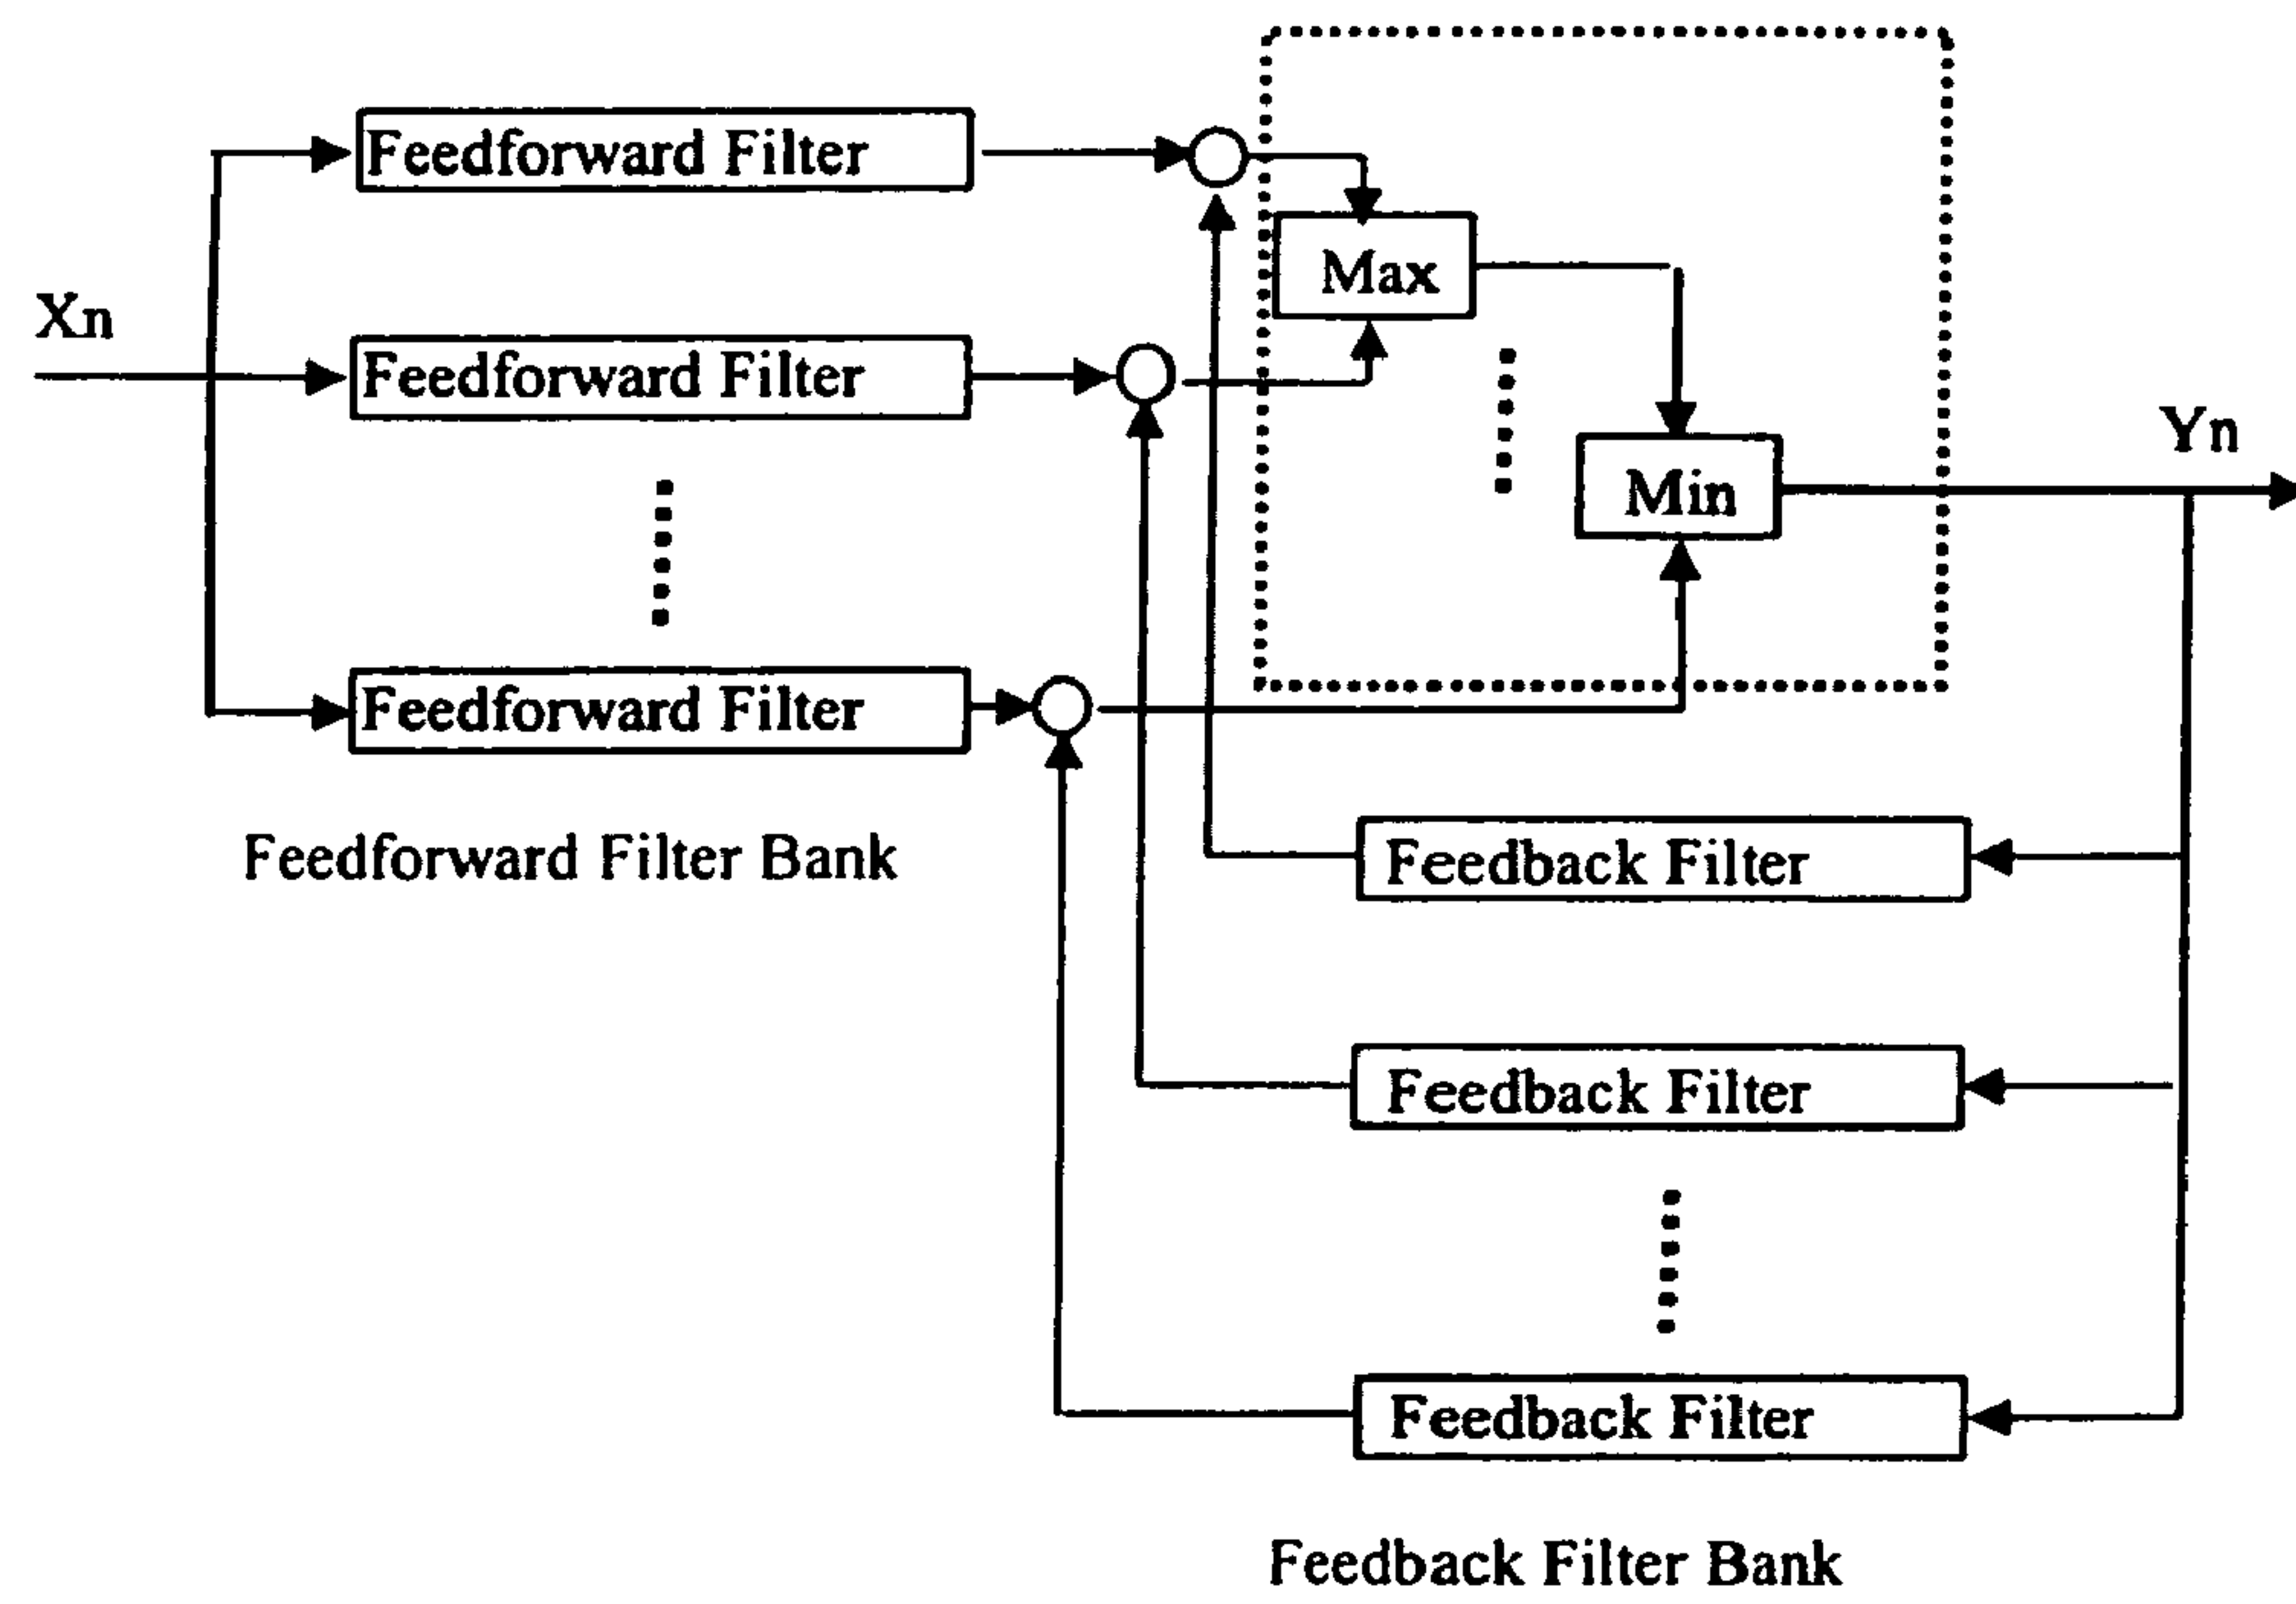 Feedforward Filter
Max
Xn
Feedforward Filter
Yn
Min
Feedforward Filter
Feedforward Filter Bank
Feedback Filter
Feedback Filter
Feedback Filter
Feedback Filter Bank